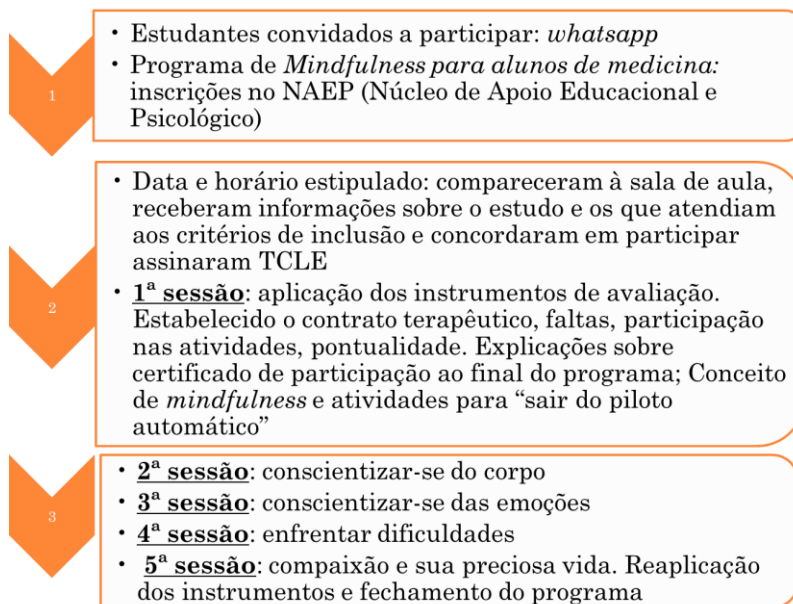 1
• Estudantes convidados a participar: whatsapp
• Programa de Mindfulness para alunos de medicina:
inscrições no NAEP (Núcleo de Apoio Educacional e
Psicológico)
2
• Data e horário estipulado: compareceram à sala de aula,
receberam informações sobre o estudo e os que atendiam
aos critérios de inclusão e concordaram em participar
assinaram TCLE
• 1ª sessão: aplicação dos instrumentos de avaliação.
Estabelecido o contrato terapêutico, faltas, participação
nas atividades, pontualidade. Explicações sobre
certificado de participação ao final do programa; Conceito
de mindfulness e atividades para “sair do piloto
automático”
3
• 2ª sessão: conscientizar-se do corpo
• 3ª sessão: conscientizar-se das emoções
• 4ª sessão: enfrentar dificuldades
• 5ª sessão: compaixão e sua preciosa vida. Reaplicação
dos instrumentos e fechamento do programa